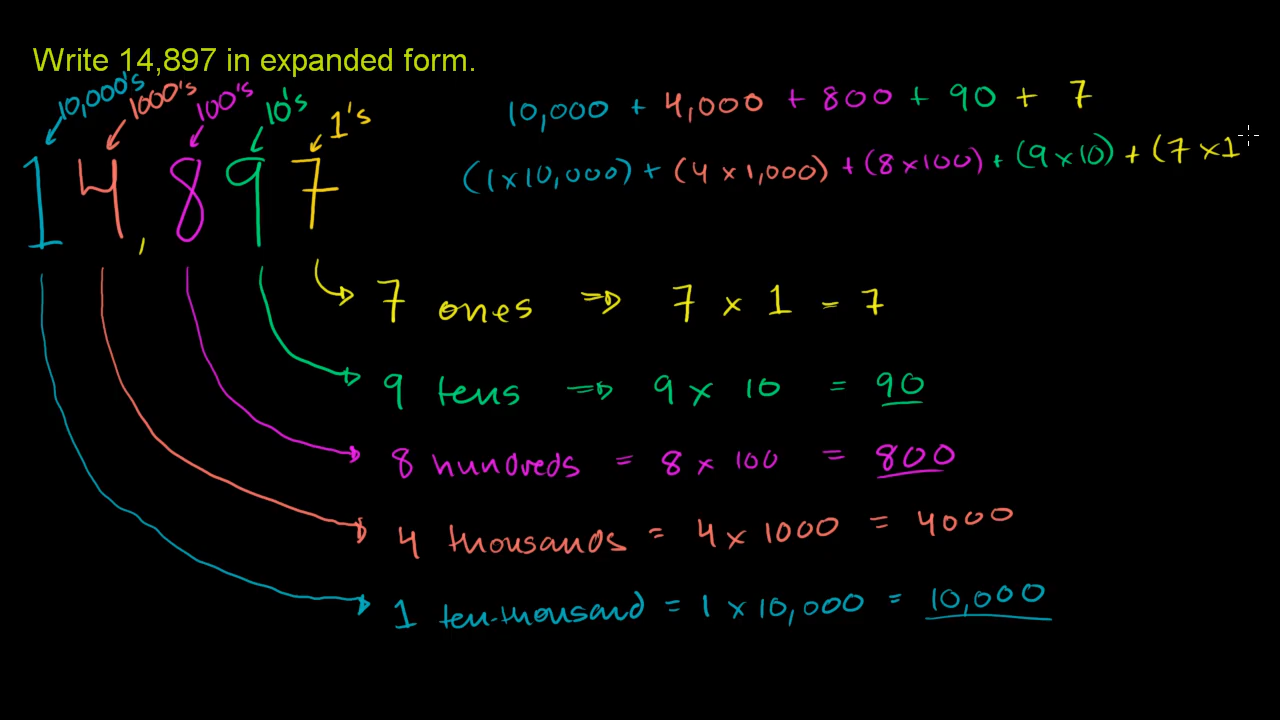 Write 14,897 in expanded form.
10,000's 1000's 100's 10's 1's
10,000 + 4,000 + 800 + 90 + 7
14,897
(1 x 10,000) + (4 x 1,000) + (8 x 100) + (9 x 10) + (7 x 1
7 ones ⇒ 7 x 1 = 7
9 tens ⇒ 9 x 10 = 90
8 hundreds = 8 x 100 = 800
4 thousands = 4 x 1000 = 4000
1 ten-thousand = 1 x 10,000 = 10,000